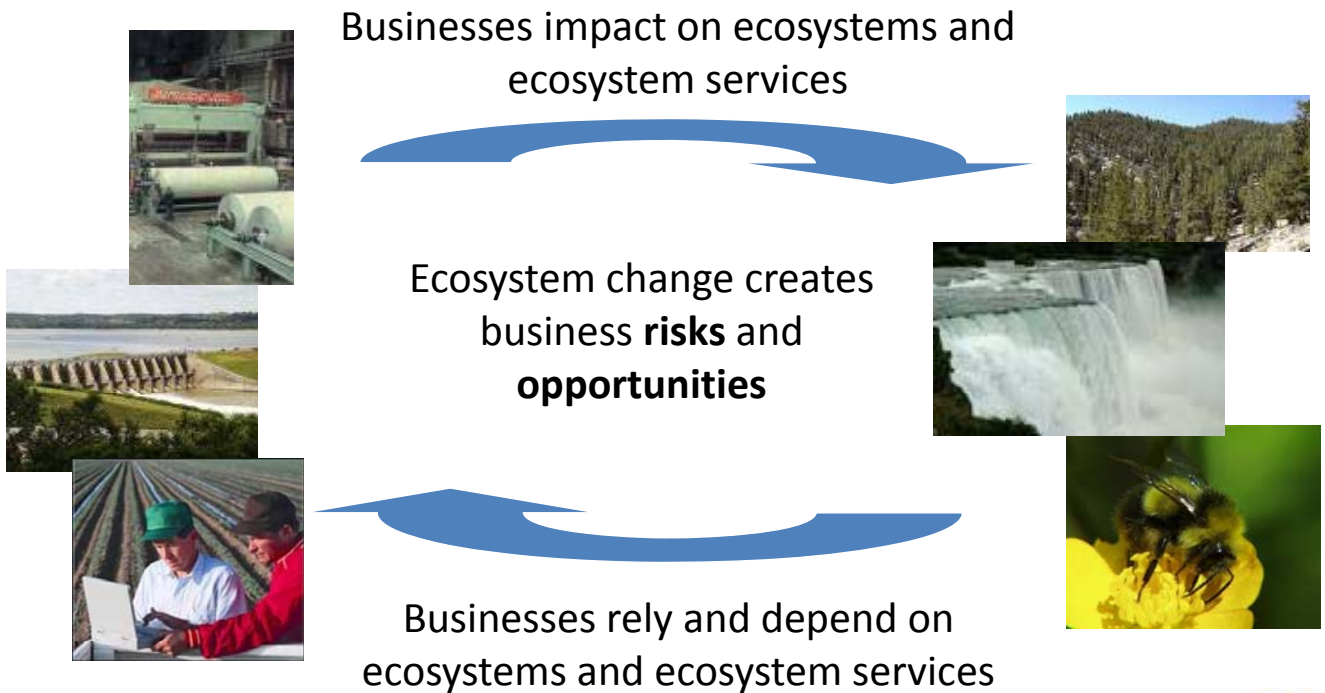 Businesses impact on ecosystems and
ecosystem services
Ecosystem change creates
business risks and
opportunities
Businesses rely and depend on
ecosystems and ecosystem services